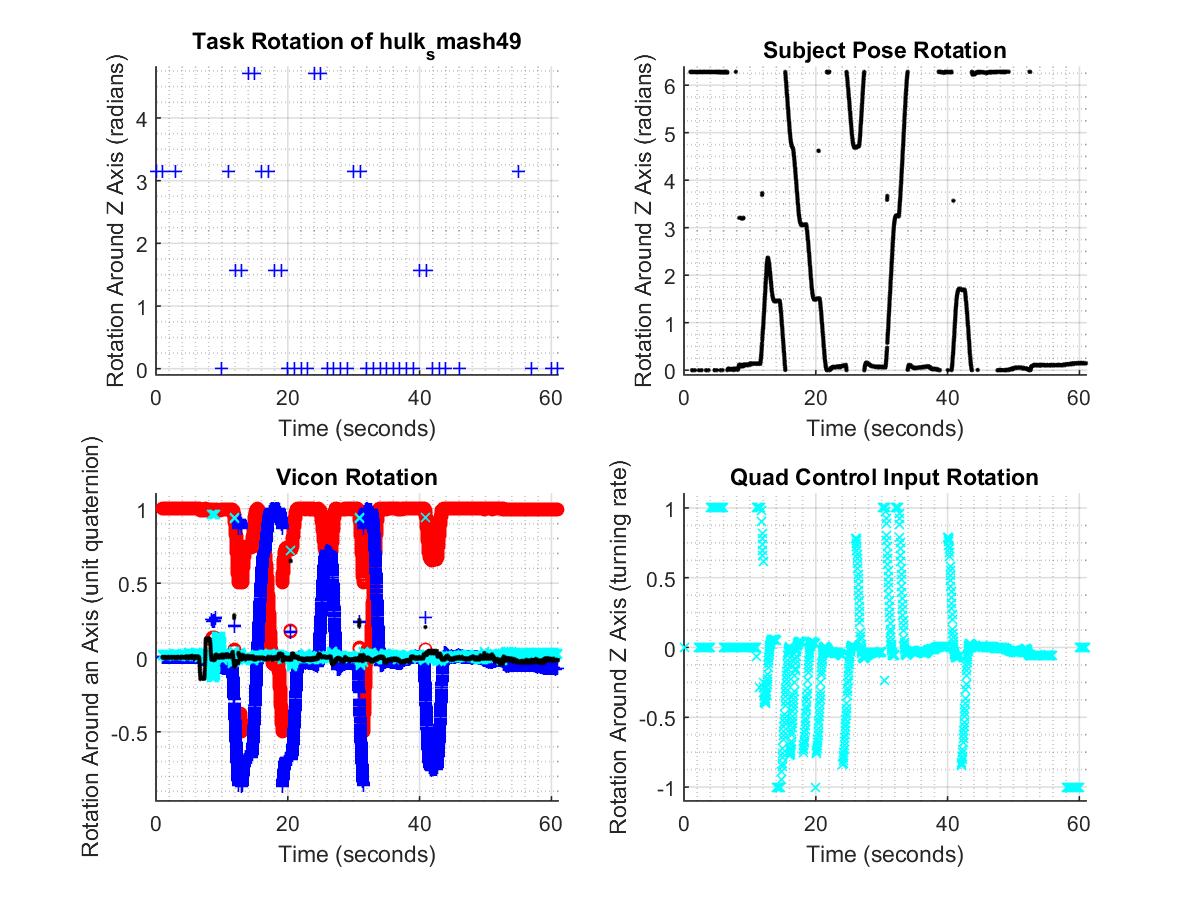 Task Rotation of hulksmash49
Rotation Around Z Axis (radians)
4
3
2
1
0
0 20 40 60
Time (seconds)
Subject Pose Rotation
Rotation Around Z Axis (radians)
6
5
4
3
2
1
0
0 20 40 60
Time (seconds)
Vicon Rotation
Rotation Around an Axis (unit quaternion)
1
0.5
0
-0.5
0 20 40 60
Time (seconds)
Quad Control Input Rotation
Rotation Around Z Axis (turning rate)
1
0.5
0
-0.5
-1
0 20 40 60
Time (seconds)